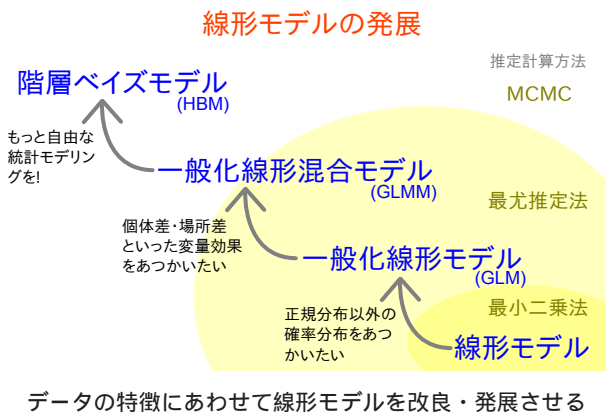 線形モデルの発展
推定計算方法
MCMC
階層ベイズモデル
(HBM)
もっと自由な
統計モデリン
グを!
一般化線形混合モデル
(GLMM)
最尤推定法
個体差・場所差
といった変量効果
をあつかいたい
一般化線形モデル
(GLM)
最小二乗法
正規分布以外の
確率分布をあつ
かいたい
線形モデル
データの特徴にあわせて線形モデルを改良・発展させる